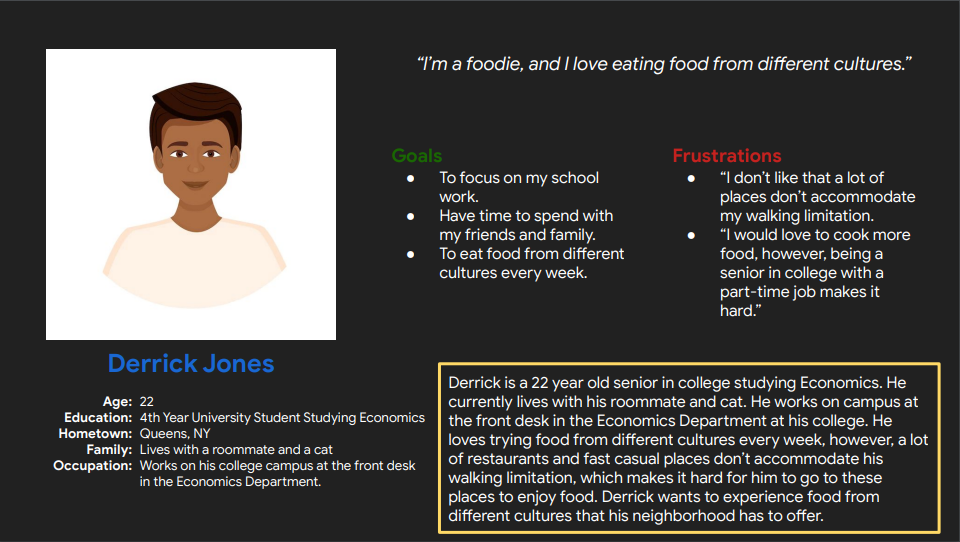 “I’m a foodie, and I love eating food from different cultures.”
Goals
● To focus on my school
work.
● Have time to spend with
my friends and family.
● To eat food from different
cultures every week.
Frustrations
● “I don’t like that a lot of
places don’t accommodate
my walking limitation.
● “I would love to cook more
food, however, being a
senior in college with a
part-time job makes it
hard.”
Derrick Jones
Age: 22
Education: 4th Year University Student Studying Economics
Hometown: Queens, NY
Family: Lives with a roommate and a cat
Occupation: Works on his college campus at the front desk
in the Economics Department.
Derrick is a 22 year old senior in college studying Economics. He
currently lives with his roommate and cat. He works on campus at
the front desk in the Economics Department at his college. He
loves trying food from different cultures every week, however, a lot
of restaurants and fast casual places don’t accommodate his
walking limitation, which makes it hard for him to go to these
places to enjoy food. Derrick wants to experience food from
different cultures that his neighborhood has to offer.